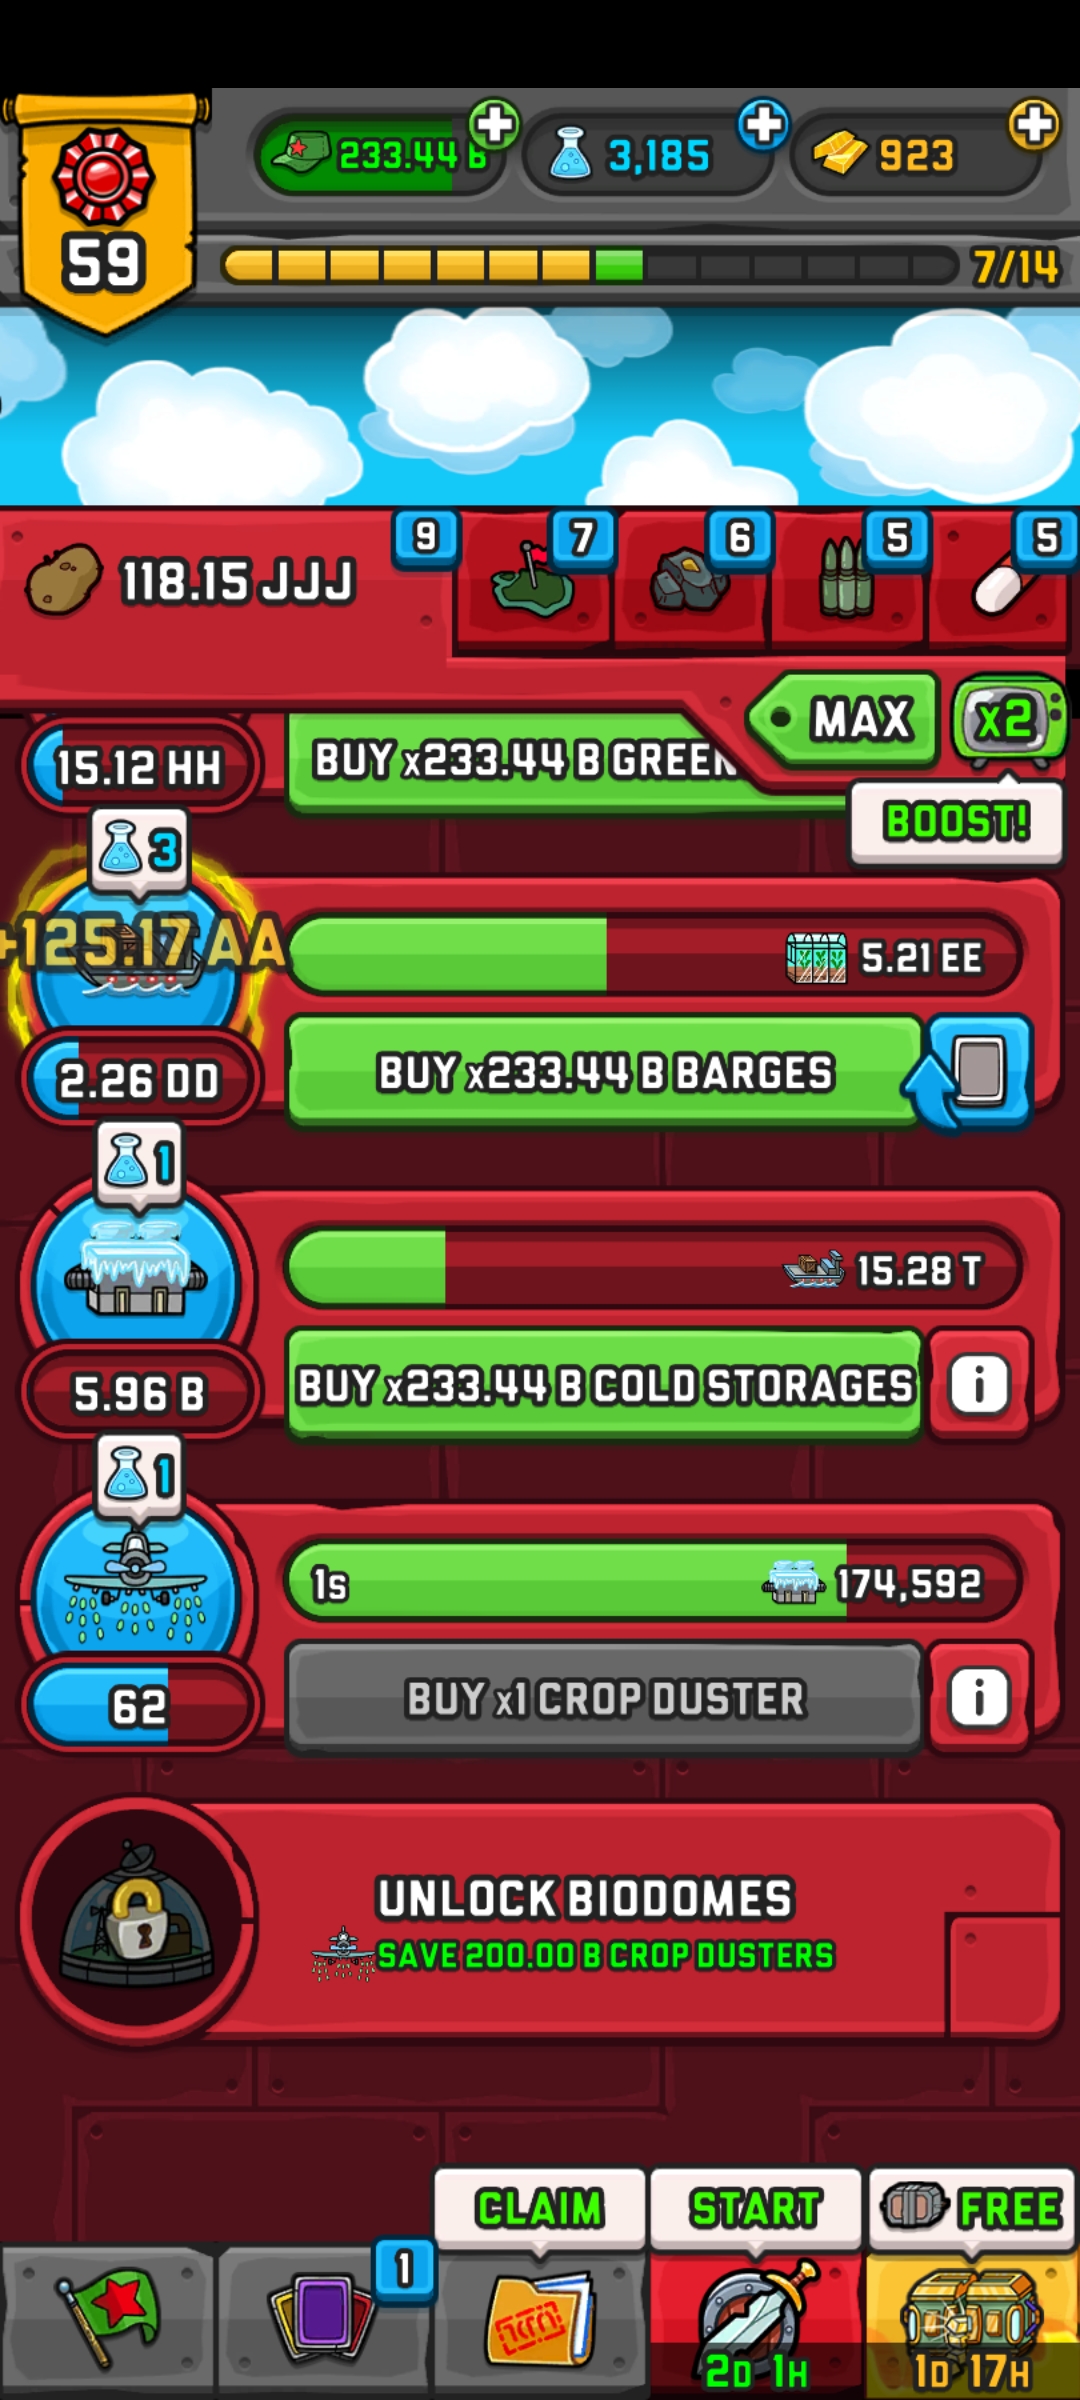 233.44 B
3,185
923
59
7/14
118.15 JJJ
9
7
6
5
5
MAX
x2
BOOST!
15.12 HH
BUY x233.44 B GREEN
3
+125.17 AA
5.21 EE
2.26 DD
BUY x233.44 B BARGES
1
15.28 T
5.96 B
BUY x233.44 B COLD STORAGES
i
1
1s
174,592
62
BUY x1 CROP DUSTER
i
UNLOCK BIODOMES
SAVE 200.00 B CROP DUSTERS
CLAIM
START
FREE
1
2D 1H
1D 17H